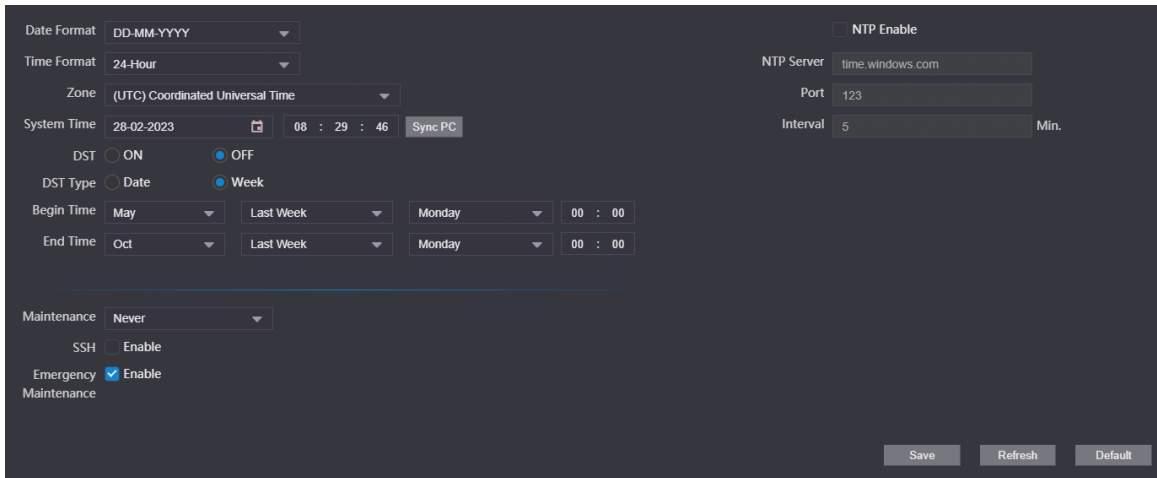 Date Format DD-MM-YYYY
Time Format 24-Hour
Zone (UTC) Coordinated Universal Time
System Time 28-02-2023 08 : 29 : 46 Sync PC
DST ON OFF
DST Type Date Week
Begin Time May Last Week Monday 00 : 00
End Time Oct Last Week Monday 00 : 00
NTP Enable
NTP Server time.windows.com
Port 123
Interval 5 Min.
Maintenance Never
SSH Enable
Emergency Enable
Maintenance
Save Refresh Default